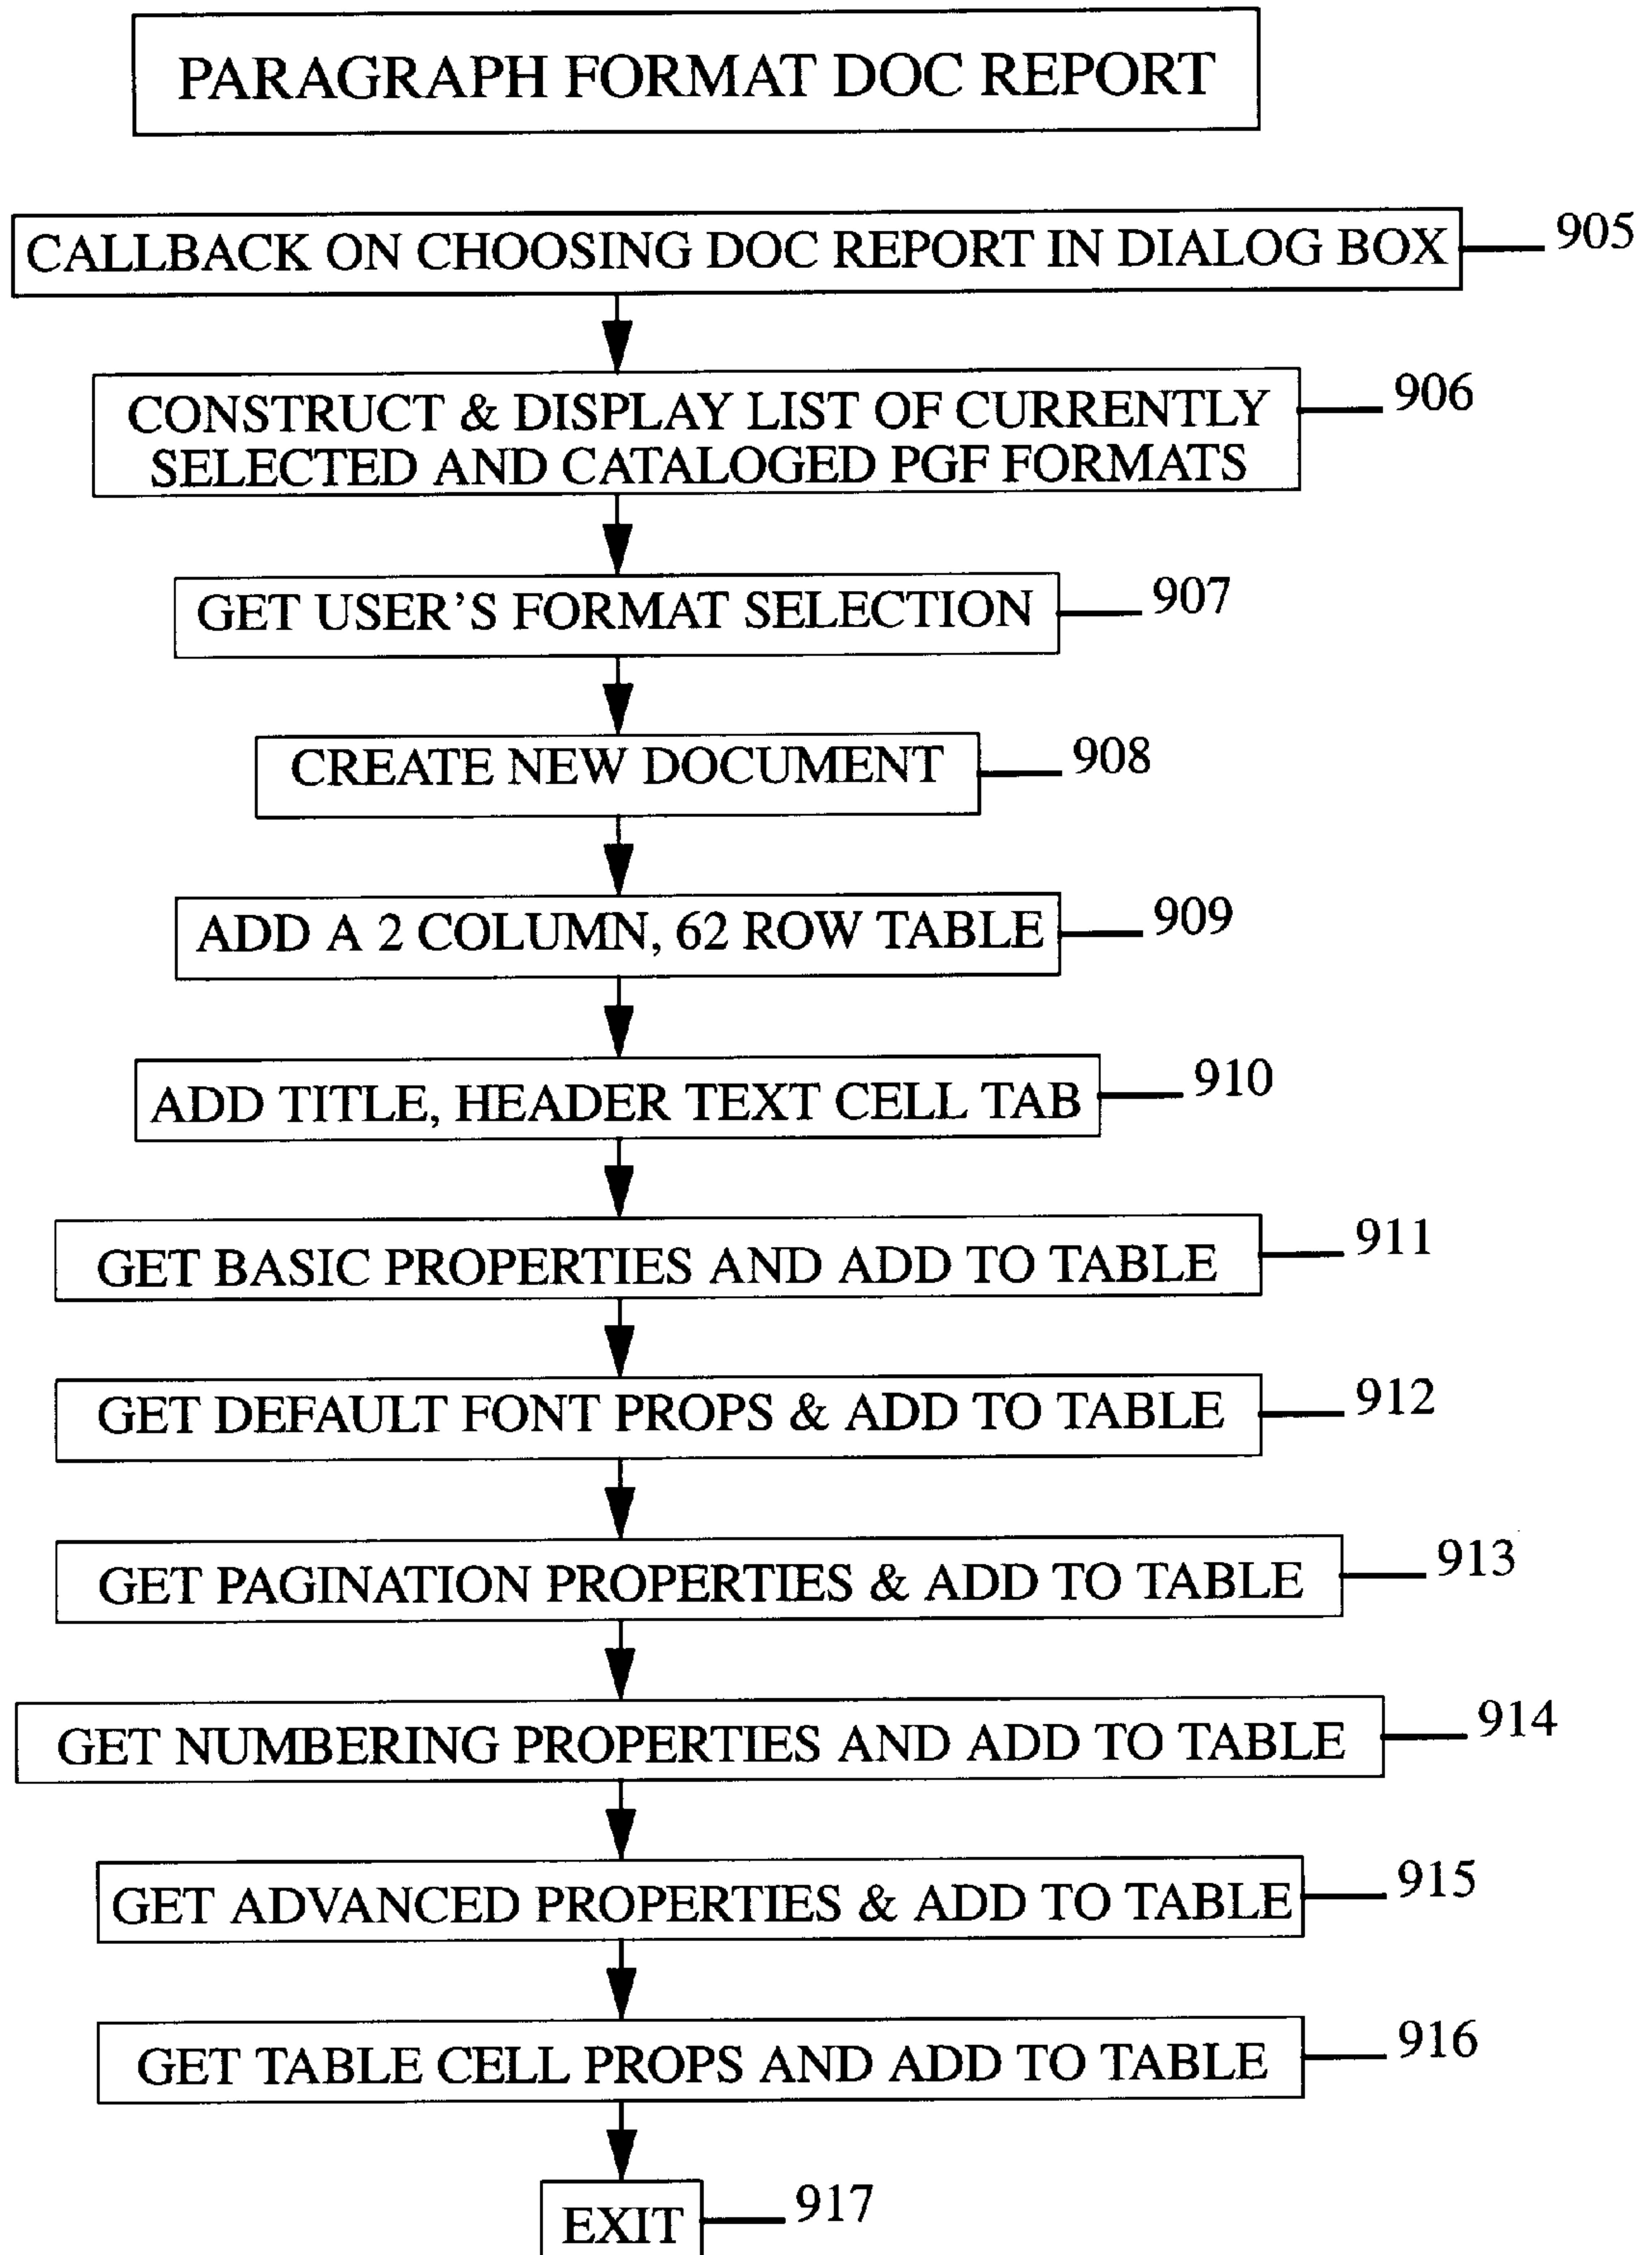 PARAGRAPH FORMAT DOC REPORT
CALLBACK ON CHOOSING DOC REPORT IN DIALOG BOX
905
CONSTRUCT & DISPLAY LIST OF CURRENTLY
SELECTED AND CATALOGED PGF FORMATS
906
GET USER'S FORMAT SELECTION
907
CREATE NEW DOCUMENT
908
ADD A 2 COLUMN, 62 ROW TABLE
909
ADD TITLE, HEADER TEXT CELL TAB
910
GET BASIC PROPERTIES AND ADD TO TABLE
911
GET DEFAULT FONT PROPS & ADD TO TABLE
912
GET PAGINATION PROPERTIES & ADD TO TABLE
913
GET NUMBERING PROPERTIES AND ADD TO TABLE
914
GET ADVANCED PROPERTIES & ADD TO TABLE
915
GET TABLE CELL PROPS AND ADD TO TABLE
916
EXIT
917